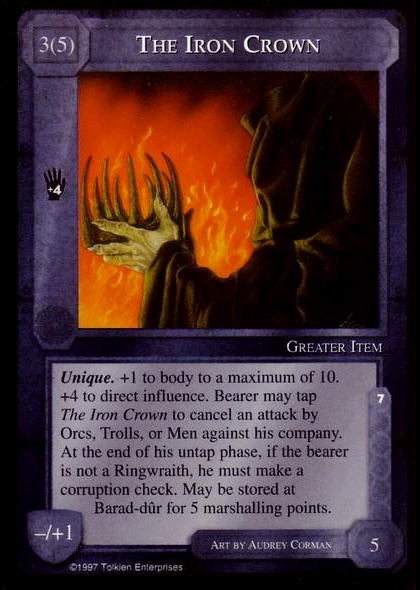 3(5)
THE IRON CROWN
+4
GREATER ITEM
Unique. +1 to body to a maximum of 10.
+4 to direct influence. Bearer may tap
The Iron Crown to cancel an attack by
Orcs, Trolls, or Men against his company.
At the end of his untap phase, if the bearer
is not a Ringwraith, he must make a
corruption check. May be stored at
Barad-dûr for 5 marshalling points.
7
–/+1
ART BY AUDREY CORMAN
5
©1997 Tolkien Enterprises